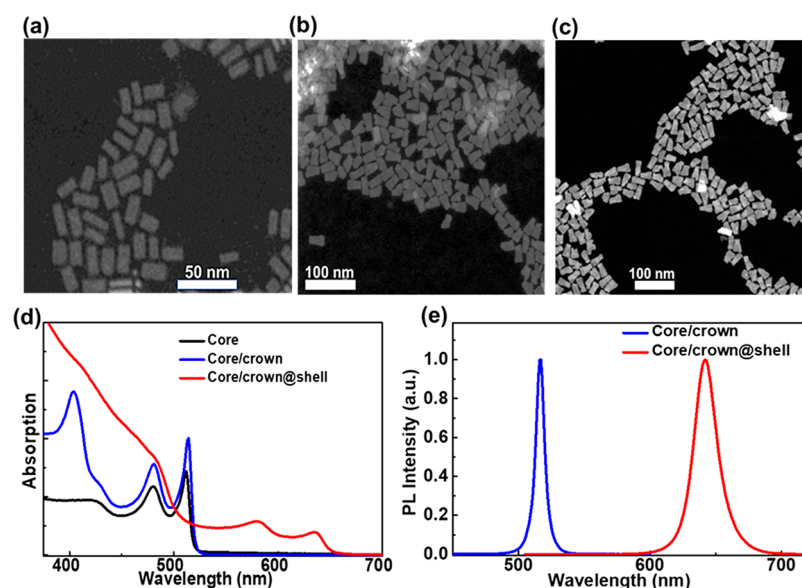 (a)
(b)
(c)
50 nm
100 nm
100 nm
(d)
Core
Core/crown
Core/crown@shell
Absorption
400
500
600
700
Wavelength (nm)
(e)
Core/crown
Core/crown@shell
PL Intensity (a.u.)
1.0
0.8
0.6
0.4
0.2
0.0
500
600
700
Wavelength (nm)